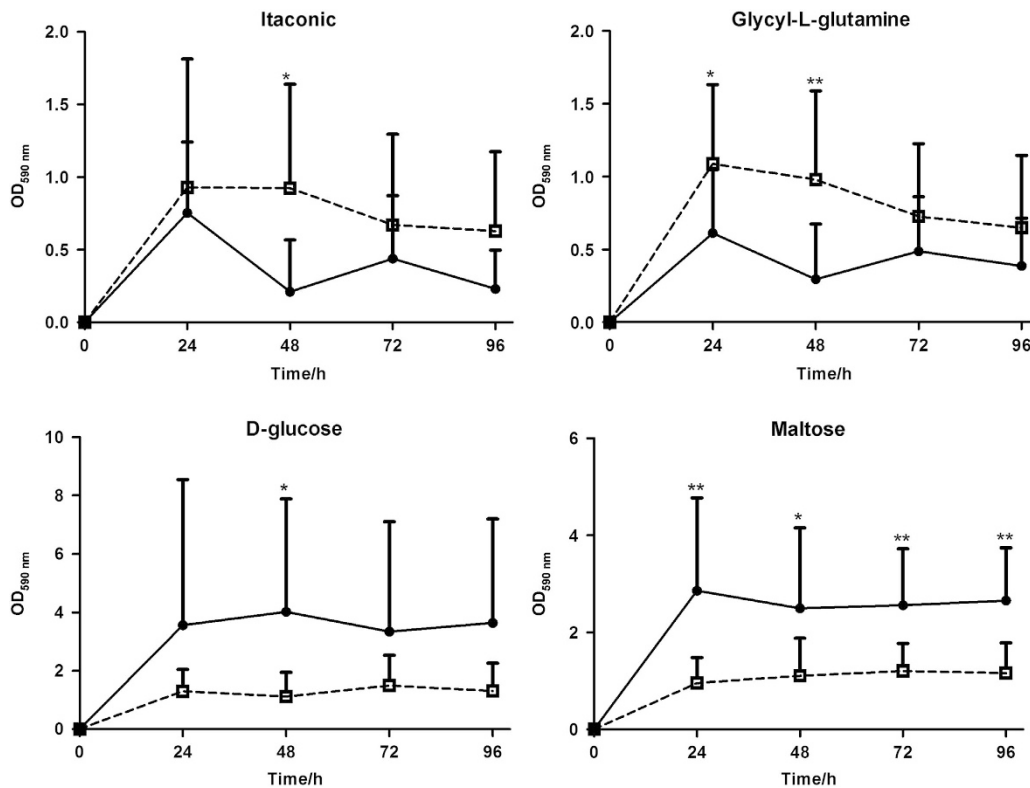 Itaconic
2.0
1.5
1.0
0.5
0.0
OD590 nm
*
0 24 48 72 96
Time/h
Glycyl-L-glutamine
2.0
1.5
1.0
0.5
0.0
OD590 nm
* **
0 24 48 72 96
Time/h
D-glucose
10
8
6
4
2
0
OD590 nm
*
0 24 48 72 96
Time/h
Maltose
6
4
2
0
OD590 nm
** * ** **
0 24 48 72 96
Time/h